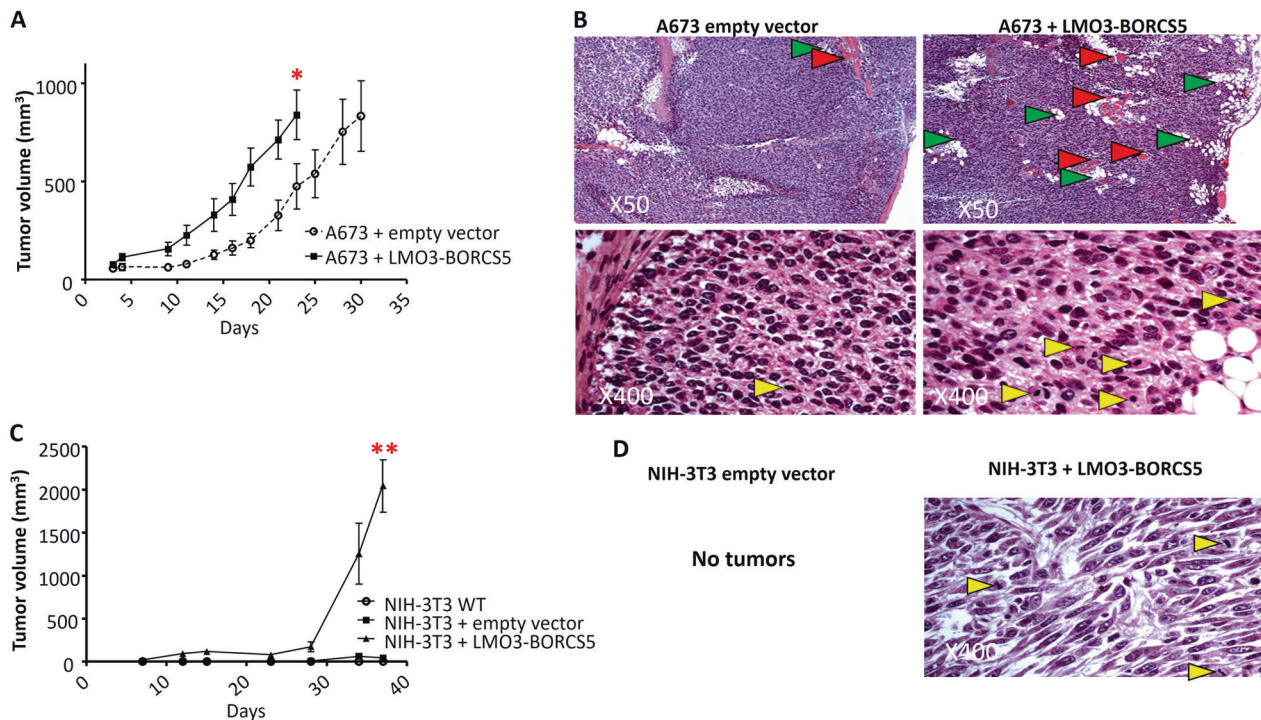 A
Tumor volume (mm³)
1000
500
0
0
5
10
15
20
25
30
35
Days
*
A673 + empty vector
A673 + LMO3-BORCS5
B
A673 empty vector
A673 + LMO3-BORCS5
X50
X50
X400
X400
C
Tumor volume (mm³)
2500
2000
1500
1000
500
0
0
10
20
30
40
Days
**
NIH-3T3 WT
NIH-3T3 + empty vector
NIH-3T3 + LMO3-BORCS5
D
NIH-3T3 empty vector
NIH-3T3 + LMO3-BORCS5
No tumors
X400